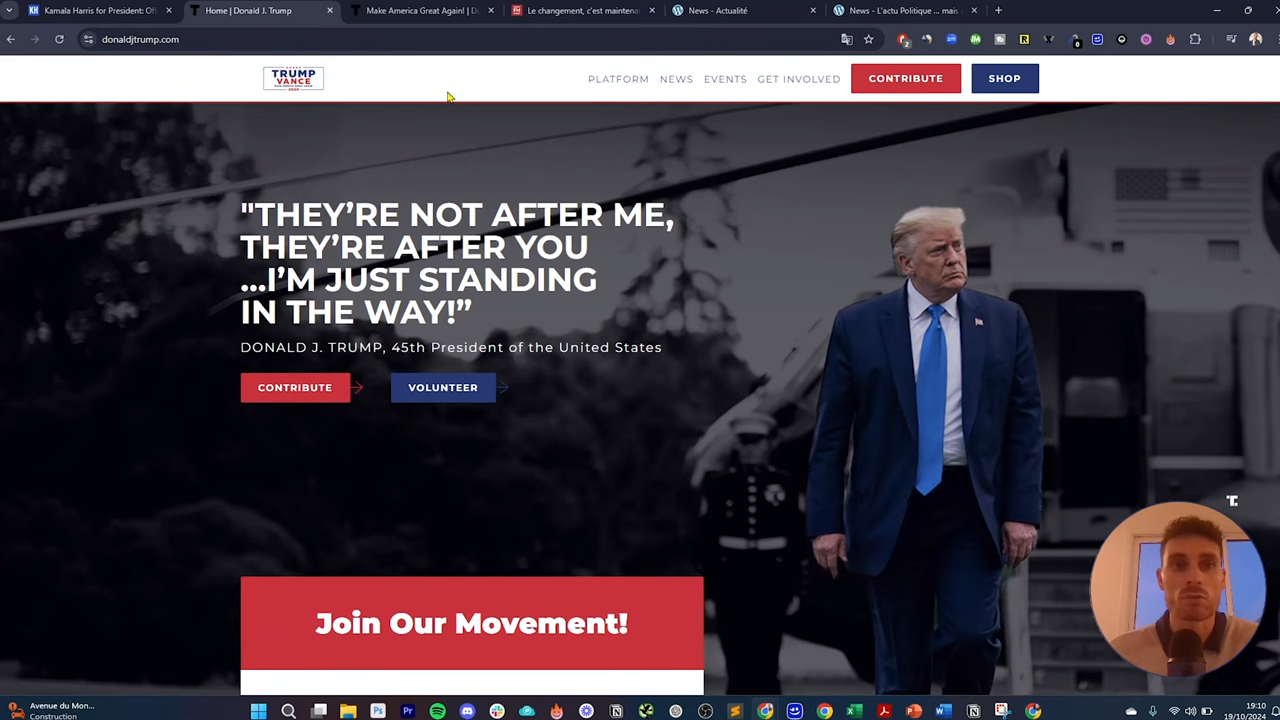 Kamala Harris for President: Of
Home | Donald J. Trump
Make America Great Again! | D
Le changement, c'est mainten
News - Actualité
News - L'actu Politique ... mais
donaldjtrump.com
TRUMP
VANCE
PLATFORM NEWS EVENTS GET INVOLVED CONTRIBUTE SHOP
"THEY'RE NOT AFTER ME,
THEY'RE AFTER YOU
...I'M JUST STANDING
IN THE WAY!”
DONALD J. TRUMP, 45th President of the United States
CONTRIBUTE VOLUNTEER
Join Our Movement!
T.
Avenue du Mon...
Construction
19:10
19/10/2024